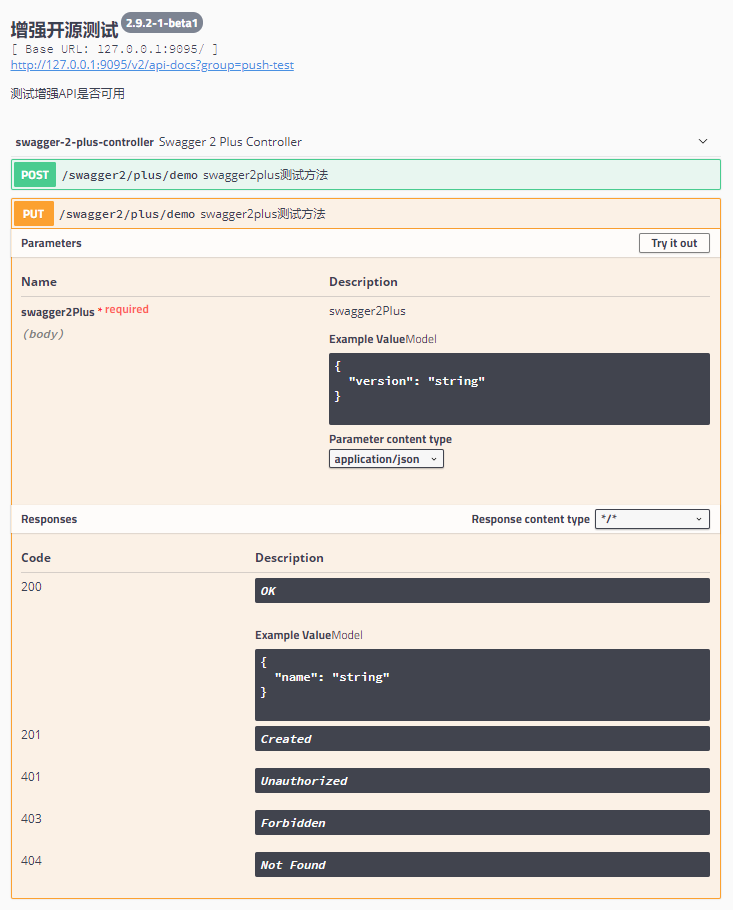 增强开源测试 2.9.2-1-beta1
[ Base URL: 127.0.0.1:9095/ ]
http://127.0.0.1:9095/v2/api-docs?group=push-test
测试增强API是否可用
swagger-2-plus-controller Swagger 2 Plus Controller
POST /swagger2/plus/demo swagger2plus测试方法
PUT /swagger2/plus/demo swagger2plus测试方法
Parameters Try it out
Name Description
swagger2Plus * required swagger2Plus
(body)
Example ValueModel
{
"version": "string"
}
Parameter content type
application/json
Responses Response content type */*
Code Description
200 OK
Example ValueModel
{
"name": "string"
}
201 Created
401 Unauthorized
403 Forbidden
404 Not Found